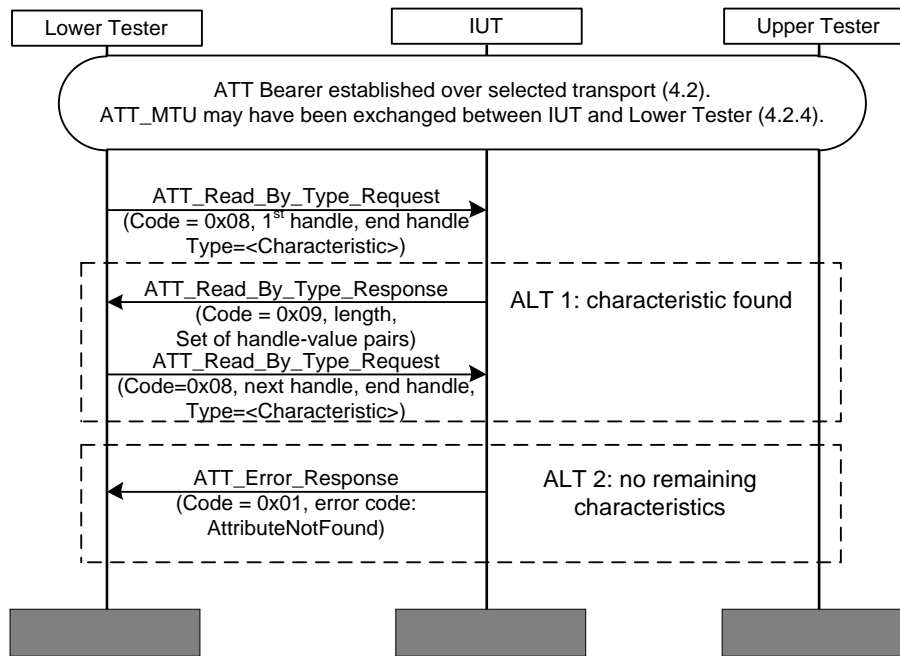 Lower Tester
IUT
Upper Tester
ATT Bearer established over selected transport (4.2).
ATT_MTU may have been exchanged between IUT and Lower Tester (4.2.4).
ATT_Read_By_Type_Request
(Code = 0x08, 1st handle, end handle
Type=<Characteristic>)
ATT_Read_By_Type_Response
(Code = 0x09, length,
Set of handle-value pairs)
ALT 1: characteristic found
ATT_Read_By_Type_Request
(Code=0x08, next handle, end handle,
Type=<Characteristic>)
ATT_Error_Response
(Code = 0x01, error code:
AttributeNotFound)
ALT 2: no remaining
characteristics